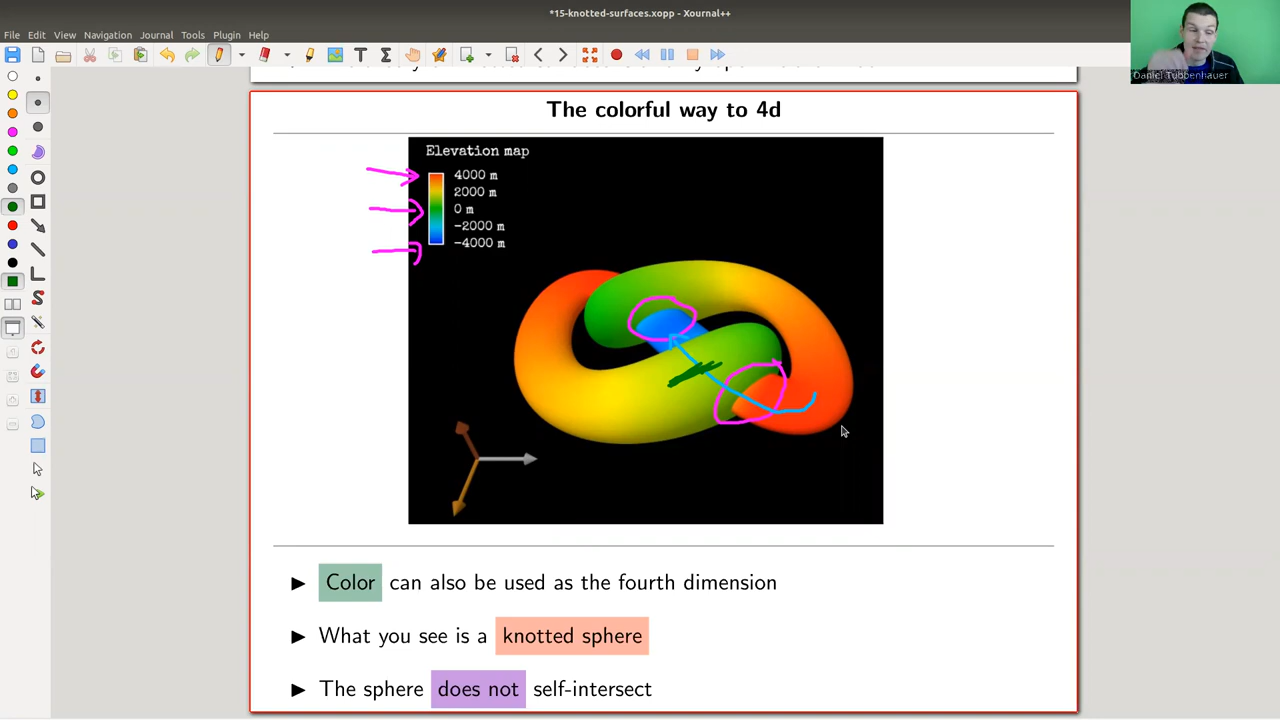 *15-knotted-surfaces.xopp - Xournal++
File Edit View Navigation Journal Tools Plugin Help
Daniel Tubbenhauer
The colorful way to 4d
Elevation map
4000 m
2000 m
0 m
-2000 m
-4000 m
► Color can also be used as the fourth dimension
► What you see is a knotted sphere
► The sphere does not self-intersect